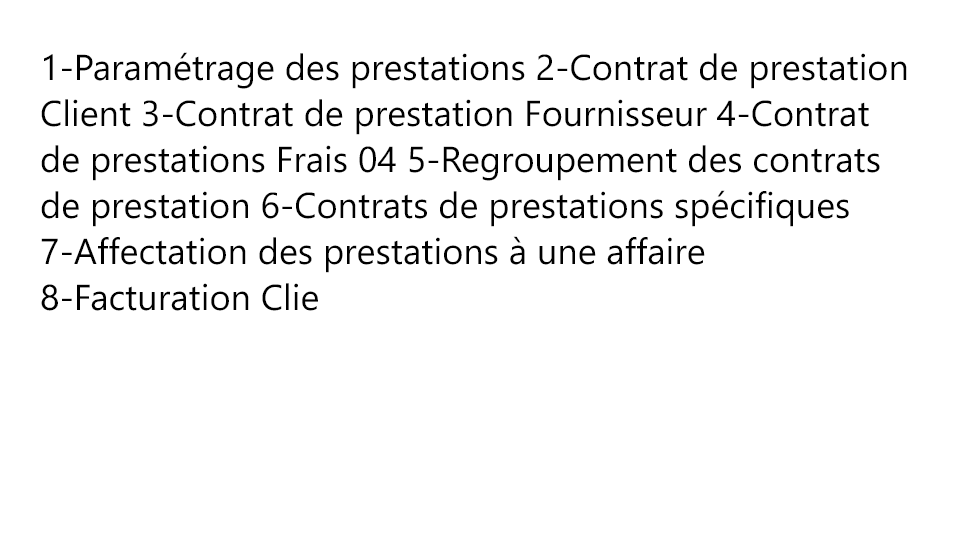 1-Paramétrage des prestations 2-Contrat de prestation
Client 3-Contrat de prestation Fournisseur 4-Contrat
de prestations Frais 04 5-Regroupement des contrats
de prestation 6-Contrats de prestations spécifiques
7-Affectation des prestations à une affaire
8-Facturation Clie